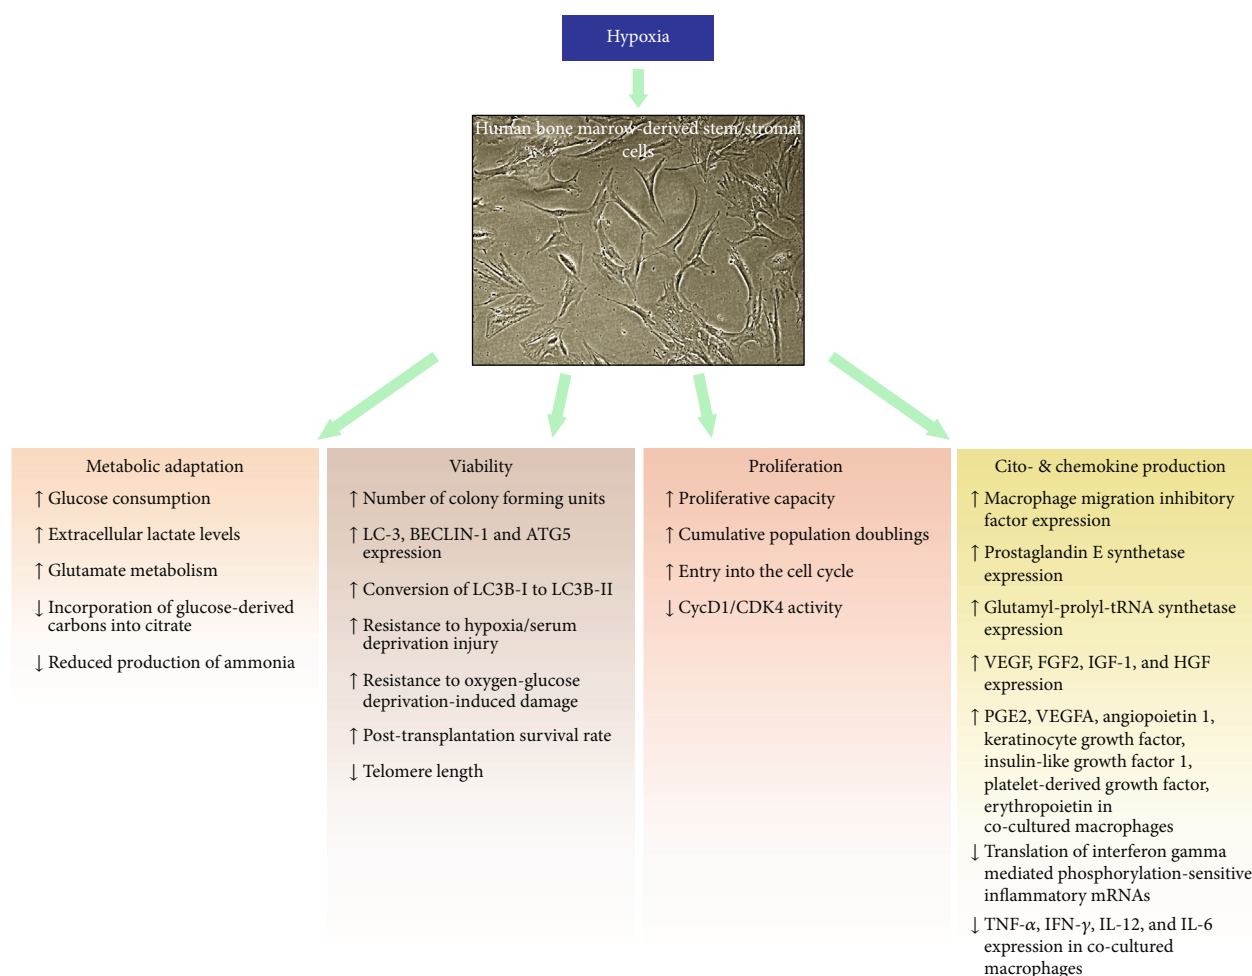 Hypoxia
Human bone marrow-derived stem/stromal
cells
Metabolic adaptation
↑ Glucose consumption
↑ Extracellular lactate levels
↑ Glutamate metabolism
↓ Incorporation of glucose-derived
carbons into citrate
↓ Reduced production of ammonia
Viability
↑ Number of colony forming units
↑ LC-3, BECLIN-1 and ATG5
expression
↑ Conversion of LC3B-I to LC3B-II
↑ Resistance to hypoxia/serum
deprivation injury
↑ Resistance to oxygen-glucose
deprivation-induced damage
↑ Post-transplantation survival rate
↓ Telomere length
Proliferation
↑ Proliferative capacity
↑ Cumulative population doublings
↑ Entry into the cell cycle
↓ CycD1/CDK4 activity
Cito- & chemokine production
↑ Macrophage migration inhibitory
factor expression
↑ Prostaglandin E synthetase
expression
↑ Glutamyl-prolyl-tRNA synthetase
expression
↑ VEGF, FGF2, IGF-1, and HGF
expression
↑ PGE2, VEGFA, angiopoietin 1,
keratinocyte growth factor,
insulin-like growth factor 1,
platelet-derived growth factor,
erythropoietin in
co-cultured macrophages
↓ Translation of interferon gamma
mediated phosphorylation-sensitive
inflammatory mRNAs
↓ TNF-α, IFN-γ, IL-12, and IL-6
expression in co-cultured
macrophages